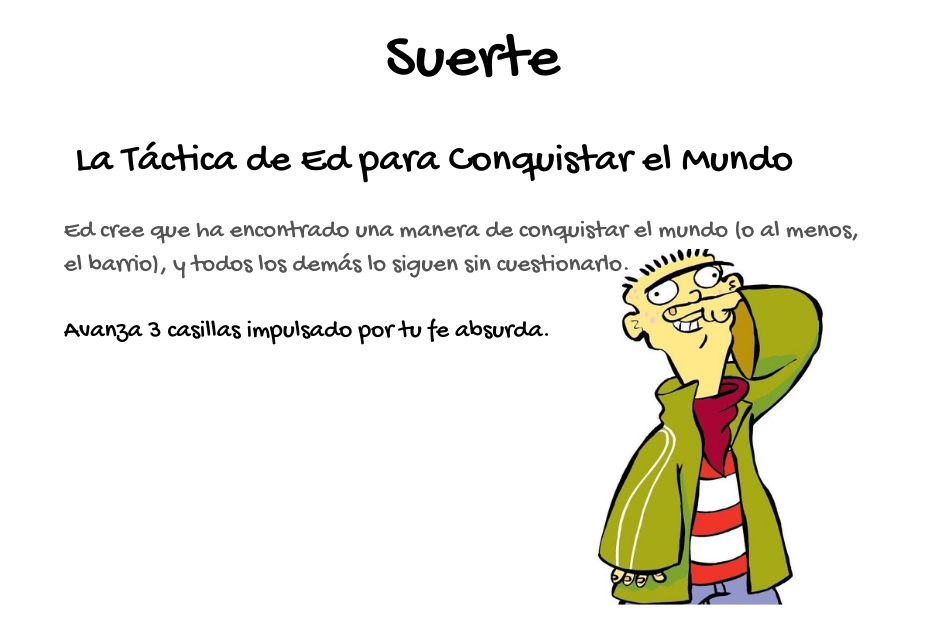 Suerte
La Táctica de Ed para Conquistar el Mundo
Ed cree que ha encontrado una manera de conquistar el mundo (o al menos,
el barrio), y todos los demás lo siguen sin cuestionarlo.
Avanza 3 casillas impulsado por tu fe absurda.